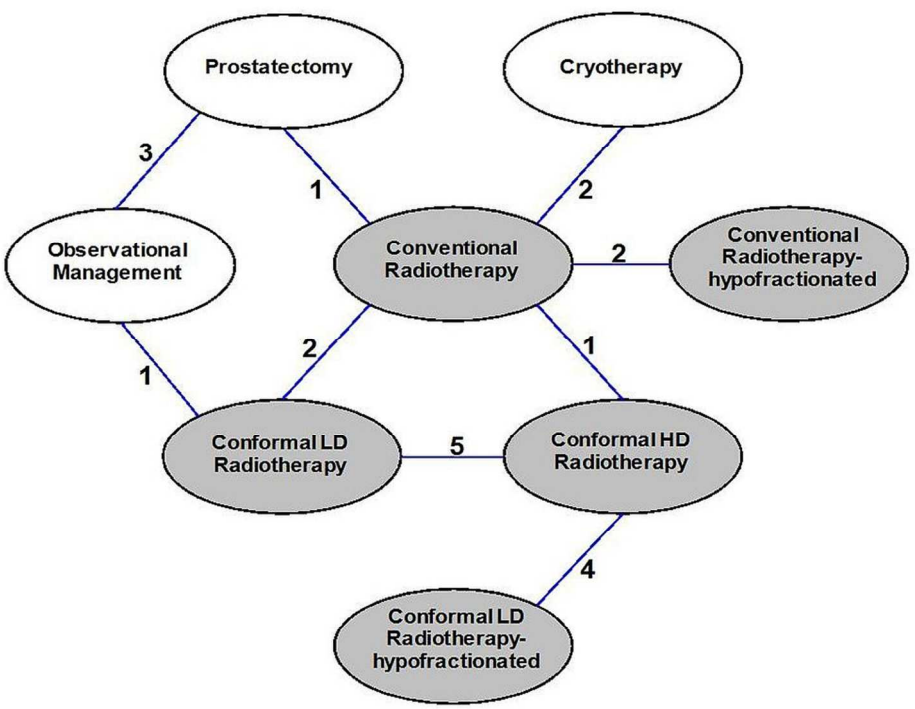 Prostatectomy
Cryotherapy
3
1
2
Observational
Management
Conventional
Radiotherapy
2
Conventional
Radiotherapy-
hypofractionated
1
2
1
Conformal LD
Radiotherapy
5
Conformal HD
Radiotherapy
4
Conformal LD
Radiotherapy-
hypofractionated